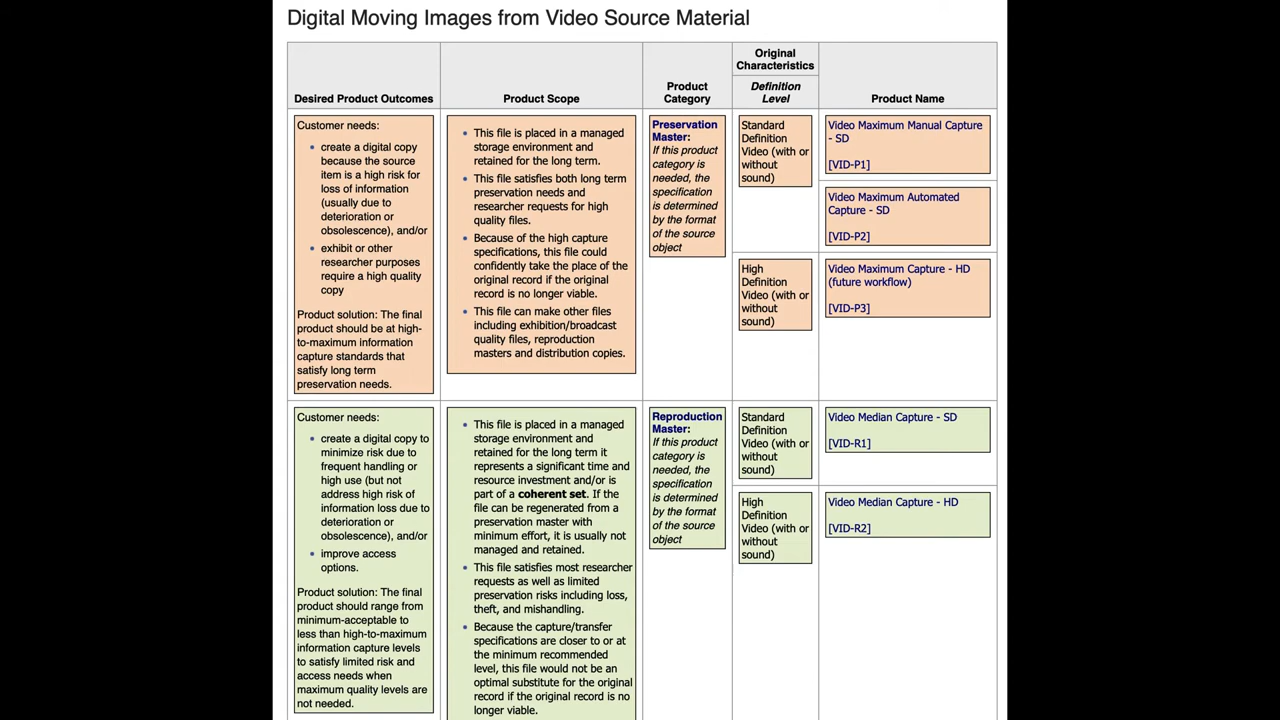 Digital Moving Images from Video Source Material
Desired Product Outcomes
Product Scope
Product
Category
Original
Characteristics
Definition
Level
Product Name
Customer needs:
• create a digital copy
because the source
item is a high risk for
loss of information
(usually due to
deterioration or
obsolescence), and/or
• exhibit or other
researcher purposes
require a high quality
copy
Product solution: The final
product should be at high-
to-maximum information
capture standards that
satisfy long term
preservation needs.
• This file is placed in a managed
storage environment and
retained for the long term.
• This file satisfies both long term
preservation needs and
researcher requests for high
quality files.
• Because of the high capture
specifications, this file could
confidently take the place of the
original record if the original
record is no longer viable.
• This file can make other files
including exhibition/broadcast
quality files, reproduction
masters and distribution copies.
Preservation
Master:
If this product
category is
needed, the
specification
is determined
by the format
of the source
object
Standard
Definition
Video (with or
without
sound)
Video Maximum Manual Capture
- SD
[VID-P1]
Video Maximum Automated
Capture - SD
[VID-P2]
High
Definition
Video (with or
without
sound)
Video Maximum Capture - HD
(future workflow)
[VID-P3]
Customer needs:
• create a digital copy to
minimize risk due to
frequent handling or
high use (but not
address high risk of
information loss due to
deterioration or
obsolescence), and/or
• improve access
options.
Product solution: The final
product should range from
minimum-acceptable to
less than high-to-maximum
information capture levels
to satisfy limited risk and
access needs when
maximum quality levels are
not needed.
• This file is placed in a managed
storage environment and
retained for the long term it
represents a significant time and
resource investment and/or is
part of a coherent set. If the
file can be regenerated from a
preservation master with
minimum effort, it is usually not
managed and retained.
• This file satisfies most researcher
requests as well as limited
preservation risks including loss,
theft, and mishandling.
• Because the capture/transfer
specifications are closer to or at
the minimum recommended
level, this file would not be an
optimal substitute for the original
record if the original record is no
longer viable.
Reproduction
Master:
If this product
category is
needed, the
specification
is determined
by the format
of the source
object
Standard
Definition
Video (with or
without
sound)
Video Median Capture - SD
[VID-R1]
High
Definition
Video (with or
without
sound)
Video Median Capture - HD
[VID-R2]